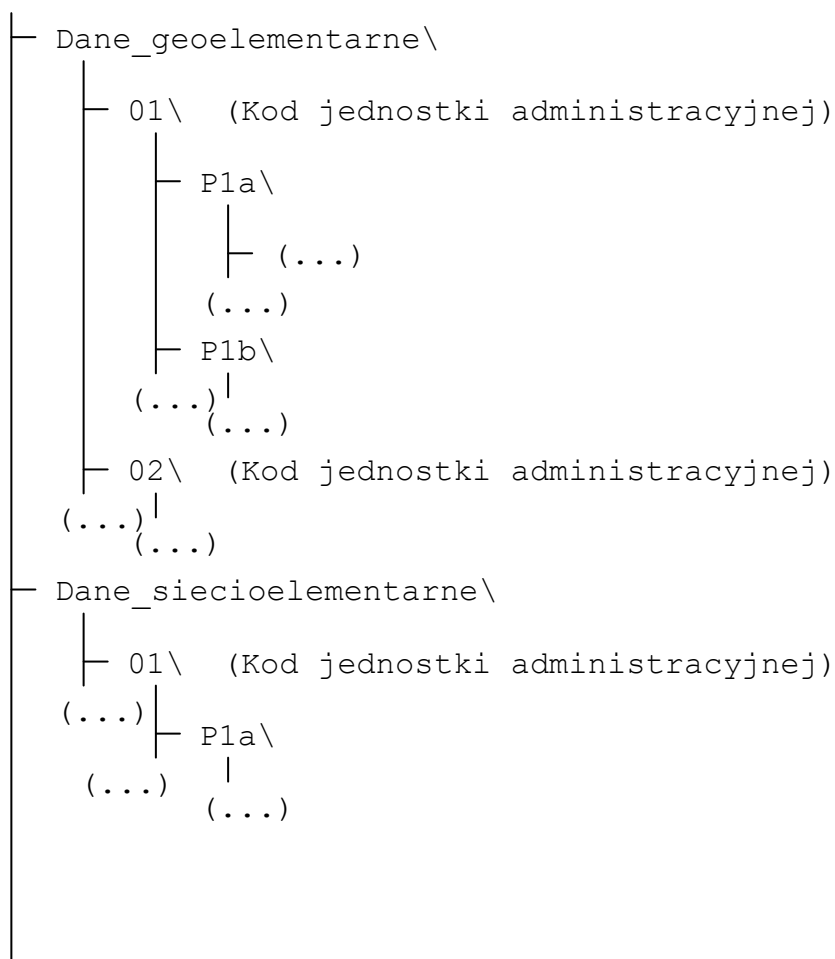 Dane_geoelementarne\
01\ (Kod jednostki administracyjnej)
P1a\
(...)
(...)
P1b\
(...)
(...)
02\ (Kod jednostki administracyjnej)
(...)
(...)
Dane_siecioelementarne\
01\ (Kod jednostki administracyjnej)
(...)
P1a\
(...)
(...)